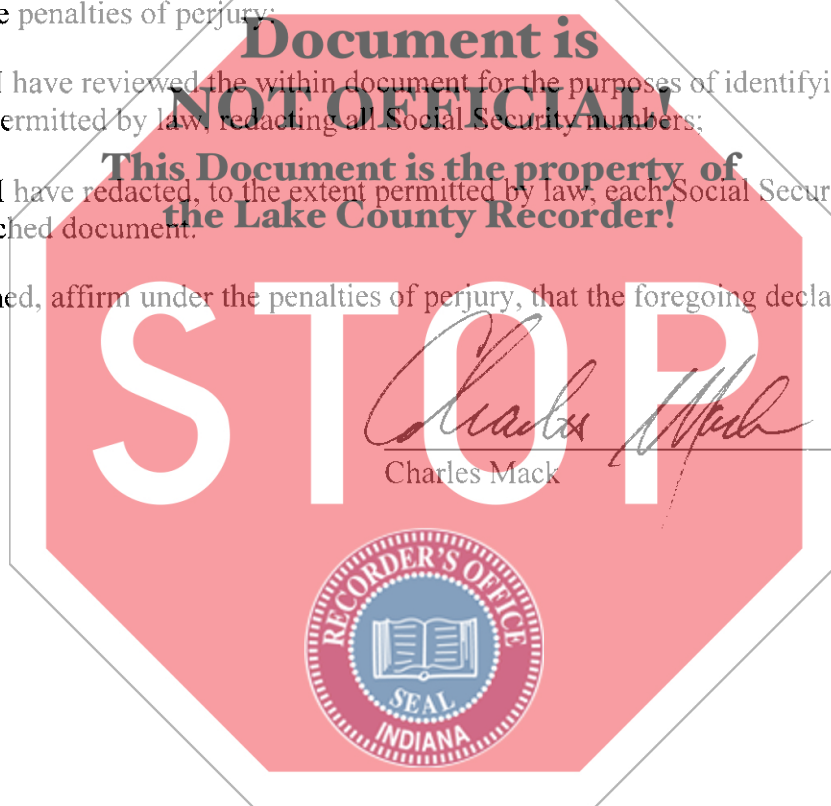 e penalties of perjury:
Document is
I have reviewed the within document for the purposes of identifyi
NOT OFFICIAL!
ermitted by law, redacting all Social Security numbers;
This Document is the property of
I have redacted, to the extent permitted by law, each Social Secur
the Lake County Recorder!
ched document.
ed, affirm under the penalties of perjury, that the foregoing decla
STOP
Charles Mack
Charles Mack
RECORDER'S OFFICE
SEAL
INDIANA